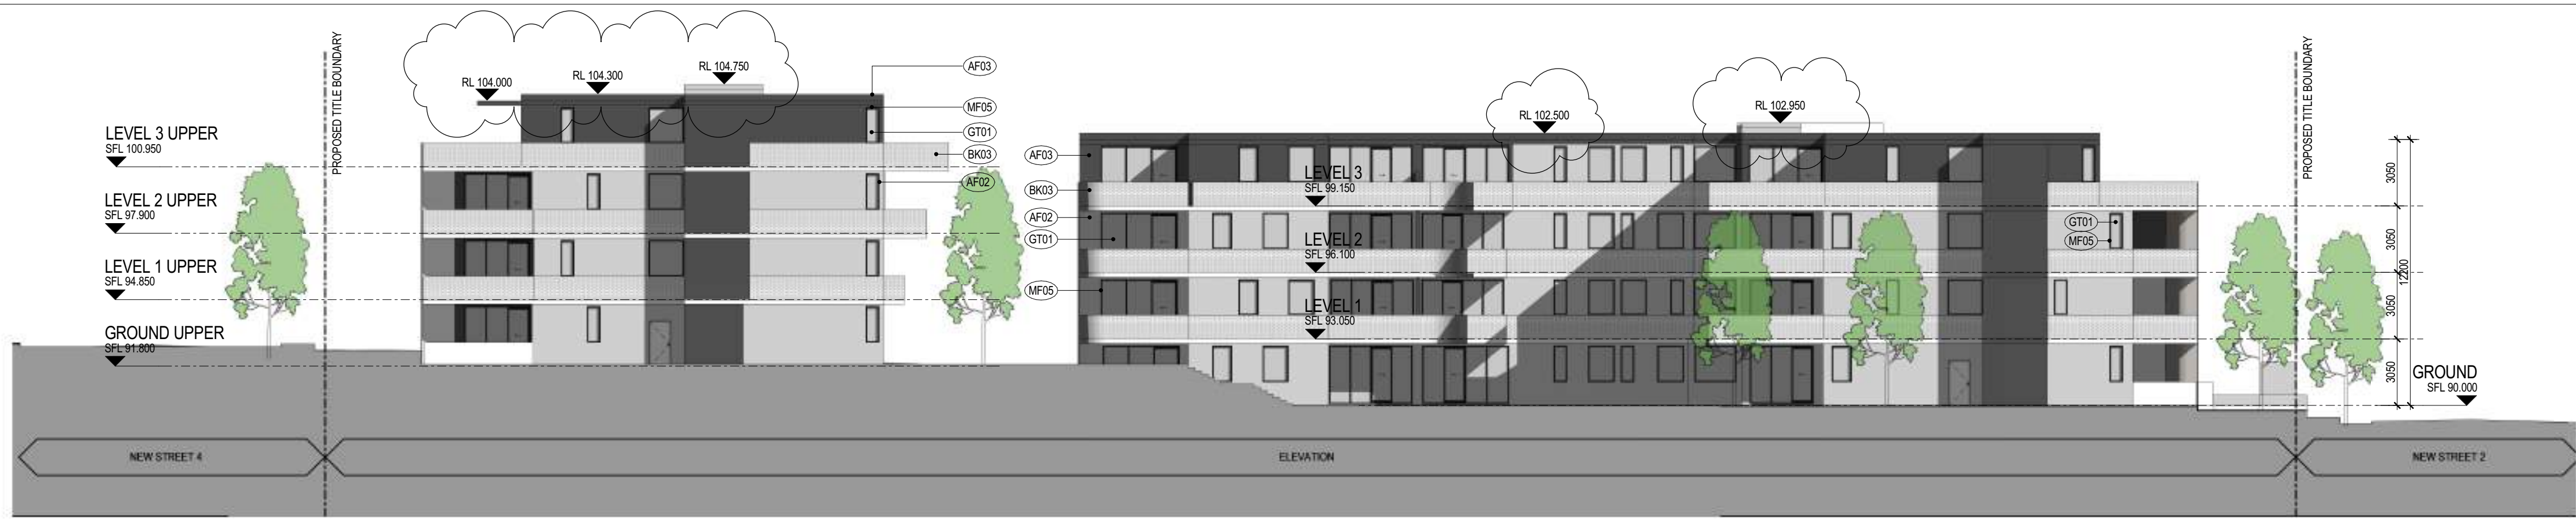 PROPOSED TITLE BOUNDARY
RL 104.000
RL 104.300
RL 104.750
AF03
MF05
GT01
BK03
AF02
LEVEL 3 UPPER
SFL 100.950
LEVEL 2 UPPER
SFL 97.900
LEVEL 1 UPPER
SFL 94.850
GROUND UPPER
SFL 91.800
AF03
BK03
AF02
GT01
MF05
RL 102.500
RL 102.950
LEVEL 3
SFL 99.150
LEVEL 2
SFL 96.100
LEVEL 1
SFL 93.050
GT01
MF05
PROPOSED TITLE BOUNDARY
3050
3050
3050
3050
12200
GROUND
SFL 90.000
NEW STREET 4
ELEVATION
NEW STREET 2